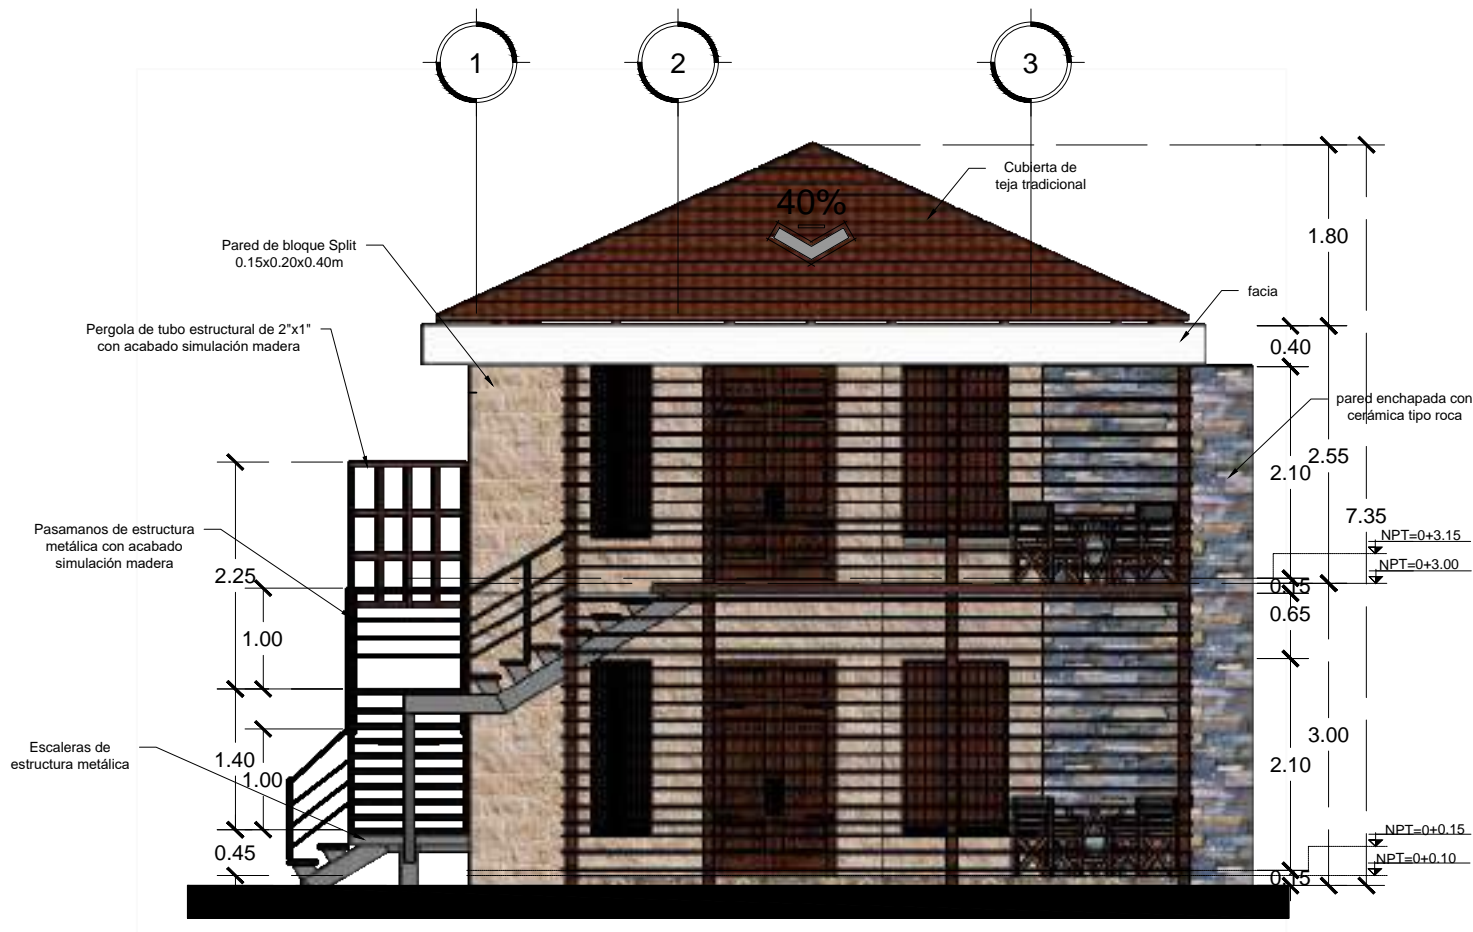 1
2
3
Cubierta de
teja tradicional
40%
1.80
Pared de bloque Split
0.15x0.20x0.40m
facia
Pergola de tubo estructural de 2"x1"
con acabado simulación madera
0.40
pared enchapada con
cerámica tipo roca
2.55
2.10
7.35
Pasamanos de estructura
metálica con acabado
simulación madera
NPT=0+3.15
NPT=0+3.00
2.25
0.15
0.65
1.00
3.00
Escaleras de
estructura metálica
1.40
1.00
2.10
NPT=0+0.15
0.45
NPT=0+0.10
0.15